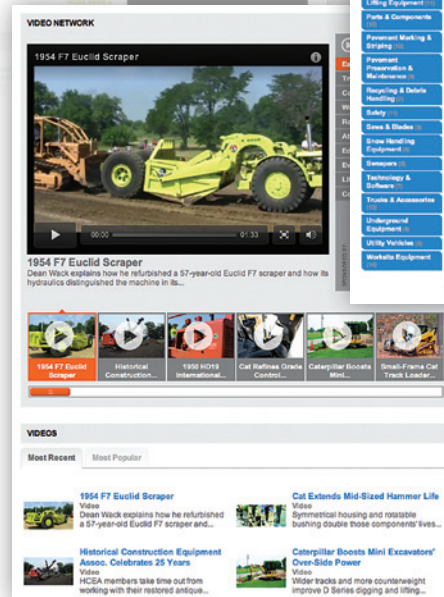 VIDEO NETWORK
1954 F7 Euclid Scraper
00:00
01:33
1954 F7 Euclid Scraper
Dean Wack explains how he refurbished a 57-year-old Euclid F7 scraper and how its
hydraulics distinguished the machine in its...
1954 F7 Euclid
Scraper
Historical
Construction...
1950 HD19
International...
Cat Refines Grade
Control...
Caterpillar Boosts
Mini...
Small-Frame Cat
Track Loader...
Lifting Equipment
Parts & Components
Pavement Marking &
Striping
Pavement
Preservation &
Maintenance
Recycling & Debris
Handling
Safety
Saws & Blades
Snow Handling
Equipment
Sweepers
Technology &
Software
Trucks & Accessories
Underground
Equipment
Utility Vehicles
Worksite Equipment
VIDEOS
Most Recent
Most Popular
1954 F7 Euclid Scraper
Video
Dean Wack explains how he refurbished
a 57-year-old Euclid F7 scraper and...
Cat Extends Mid-Sized Hammer Life
Video
Symmetrical housing and rotatable
bushing double those components' lives...
Historical Construction Equipment
Assoc. Celebrates 25 Years
Video
HCEA members take time out from
working with their restored antique...
Caterpillar Boosts Mini Excavators'
Over-Side Power
Video
Wider tracks and more counterweight
improve D Series digging and lifting...